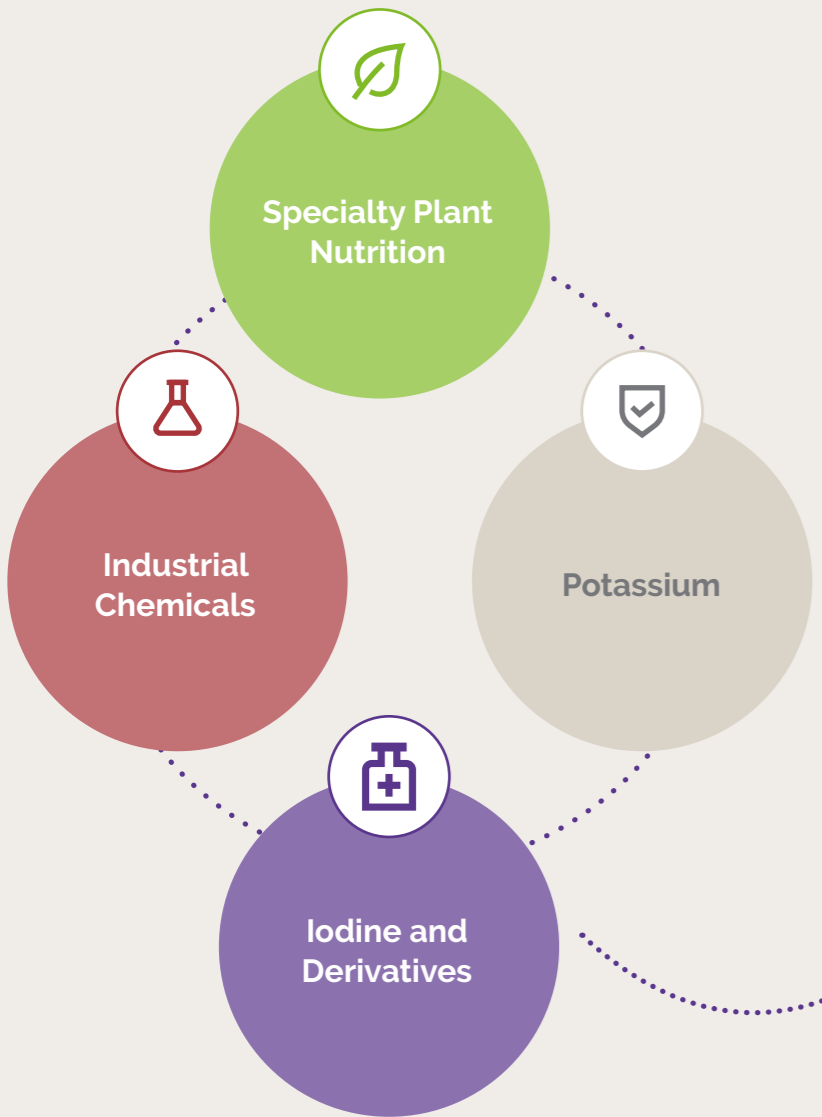 Specialty Plant
Nutrition
Industrial
Chemicals
Potassium
Iodine and
Derivatives